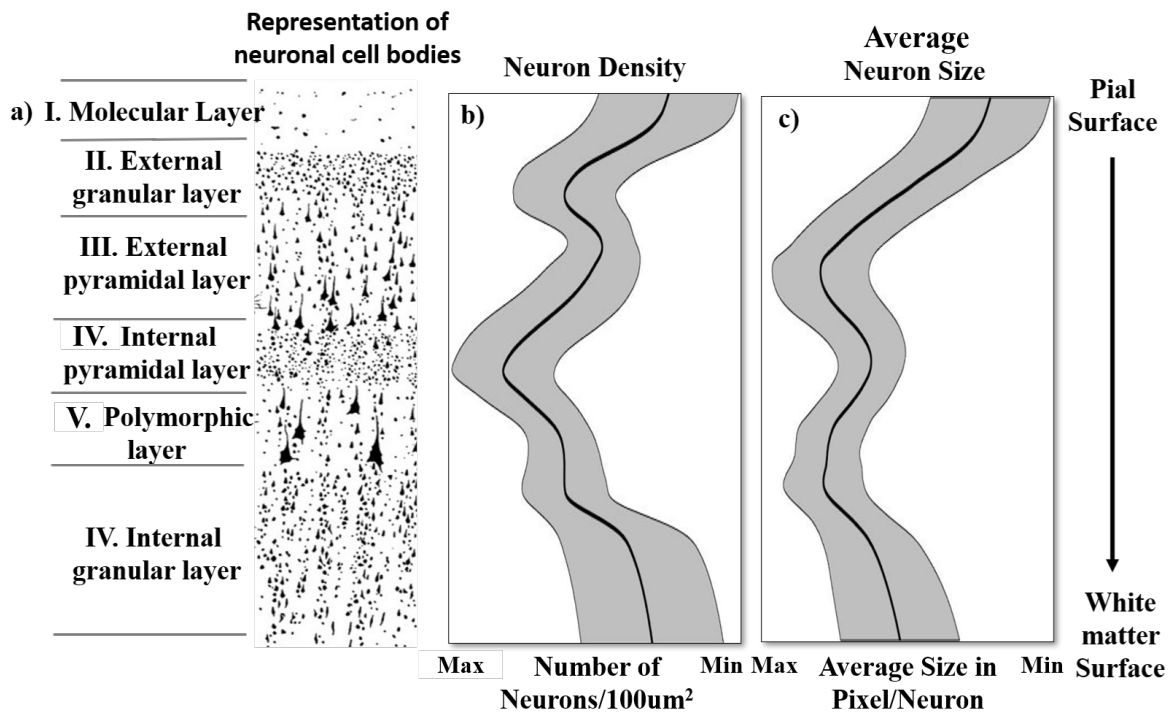 Representation of
neuronal cell bodies
a) I. Molecular Layer
II. External
granular layer
III. External
pyramidal layer
IV. Internal
pyramidal layer
V. Polymorphic
layer
IV. Internal
granular layer
Neuron Density
b)
Max
Number of
Neurons/100um²
Min
Average
Neuron Size
c)
Max
Average Size in
Pixel/Neuron
Min
Pial
Surface
White
matter
Surface